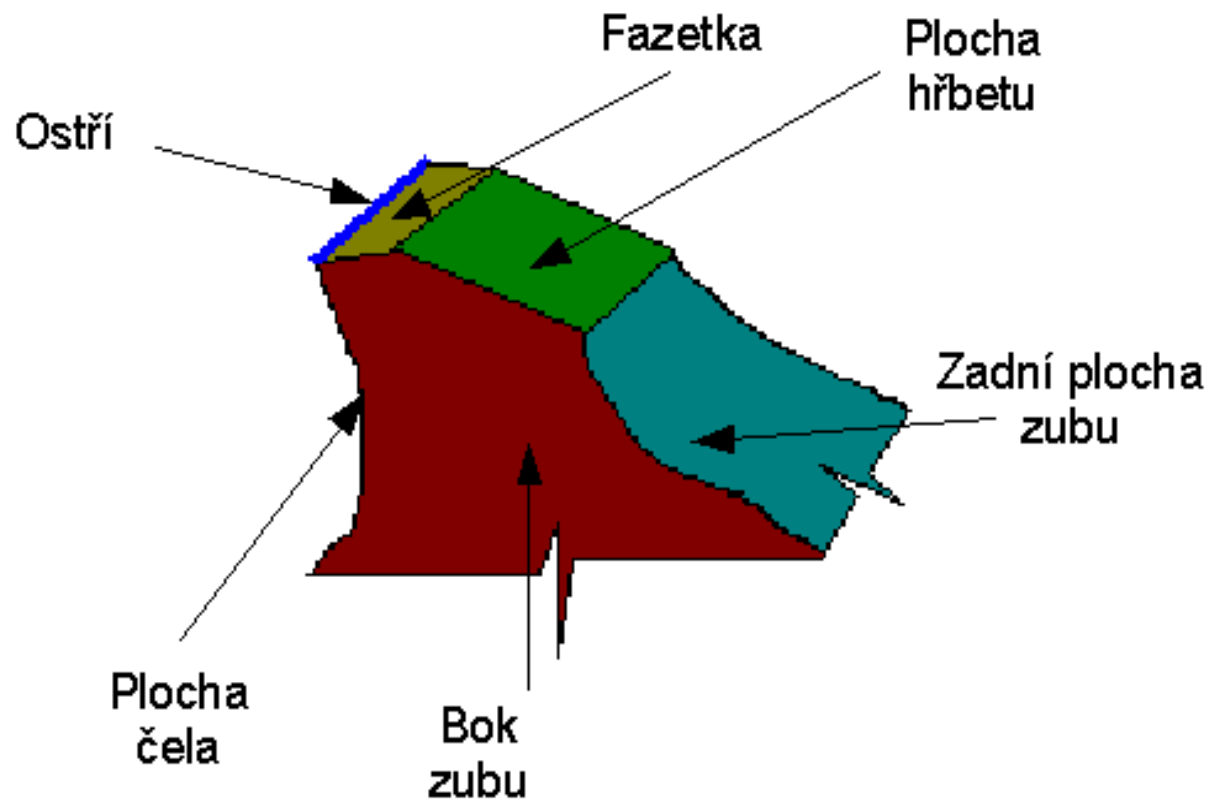 Fazetka
Plocha
hřbetu
Ostří
Zadní plocha
zubu
Plocha
čela
Bok
zubu